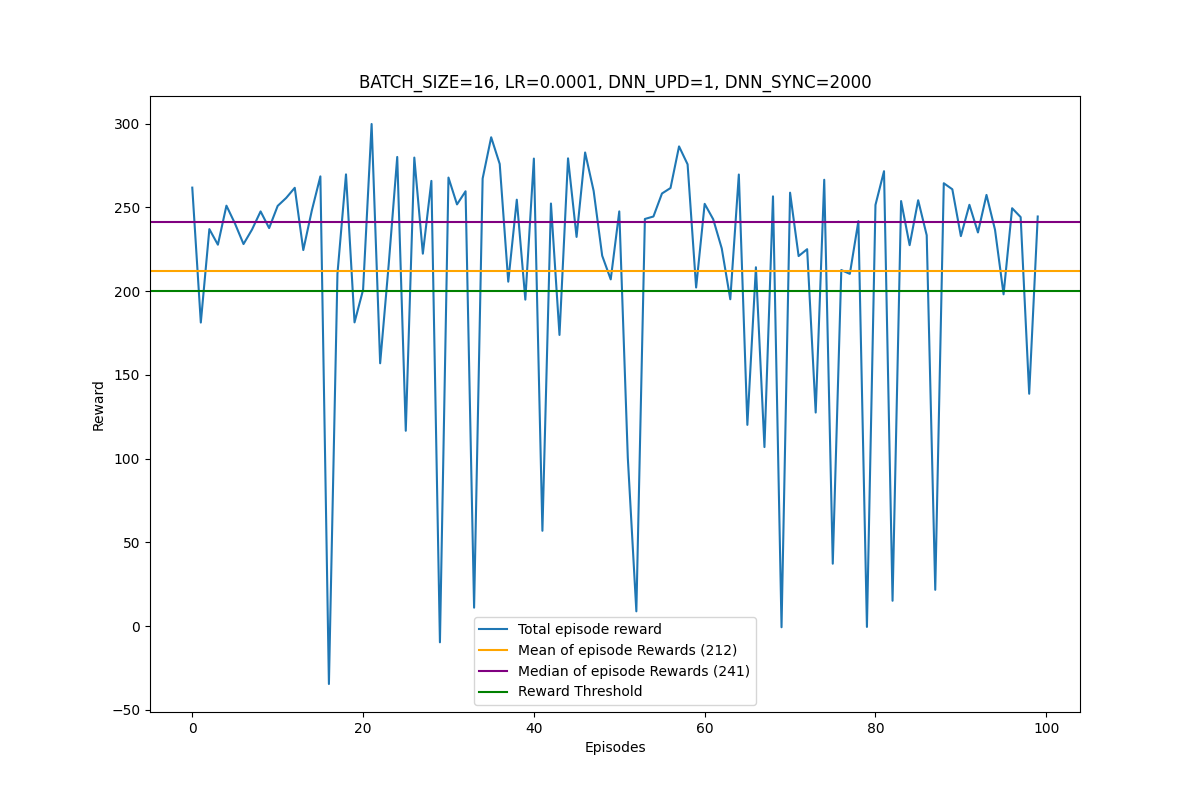 BATCH_SIZE=16, LR=0.0001, DNN_UPD=1, DNN_SYNC=2000
300
250
200
150
100
50
0
−50
Reward
Total episode reward
Mean of episode Rewards (212)
Median of episode Rewards (241)
Reward Threshold
0 20 40 60 80 100
Episodes